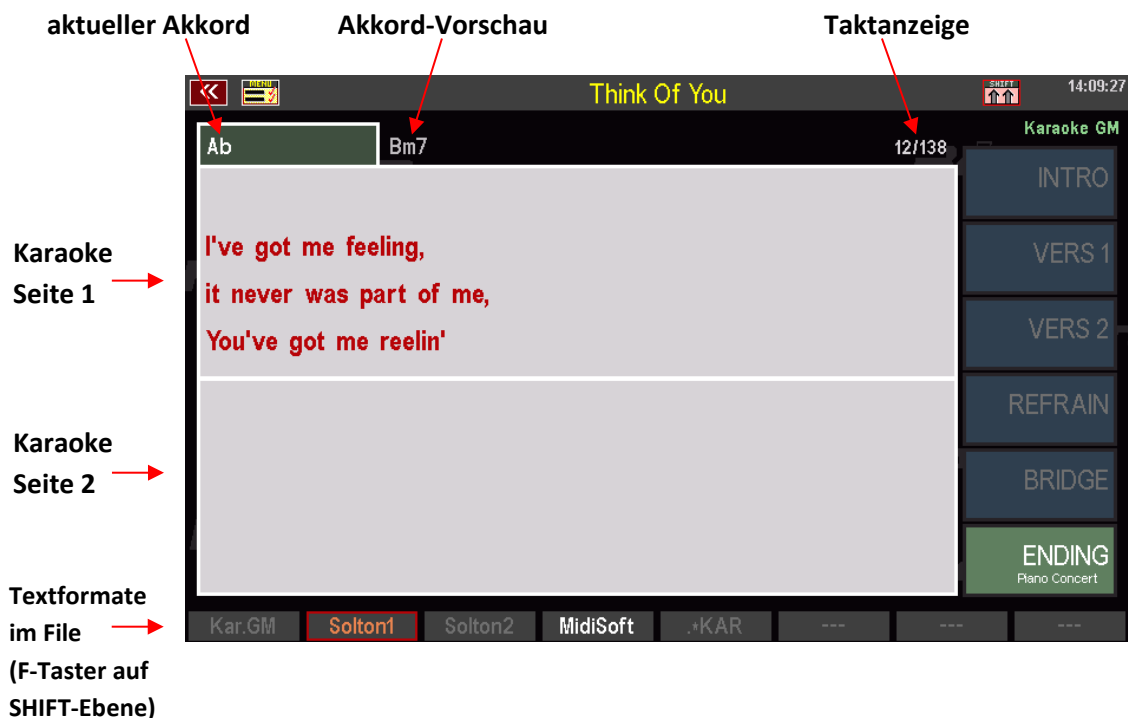 aktueller Akkord
Akkord-Vorschau
Taktanzeige
MENU
Think Of You
SHIFT
14:09:27
Karaoke GM
Ab
Bm7
12/138
INTRO
I've got me feeling,
it never was part of me,
You've got me reelin'
VERS 1
VERS 2
REFRAIN
BRIDGE
ENDING
Piano Concert
Karaoke
Seite 1
Karaoke
Seite 2
Textformate
im File
(F-Taster auf
SHIFT-Ebene)
Kar.GM Solton1 Solton2 MidiSoft .*KAR --- --- ---